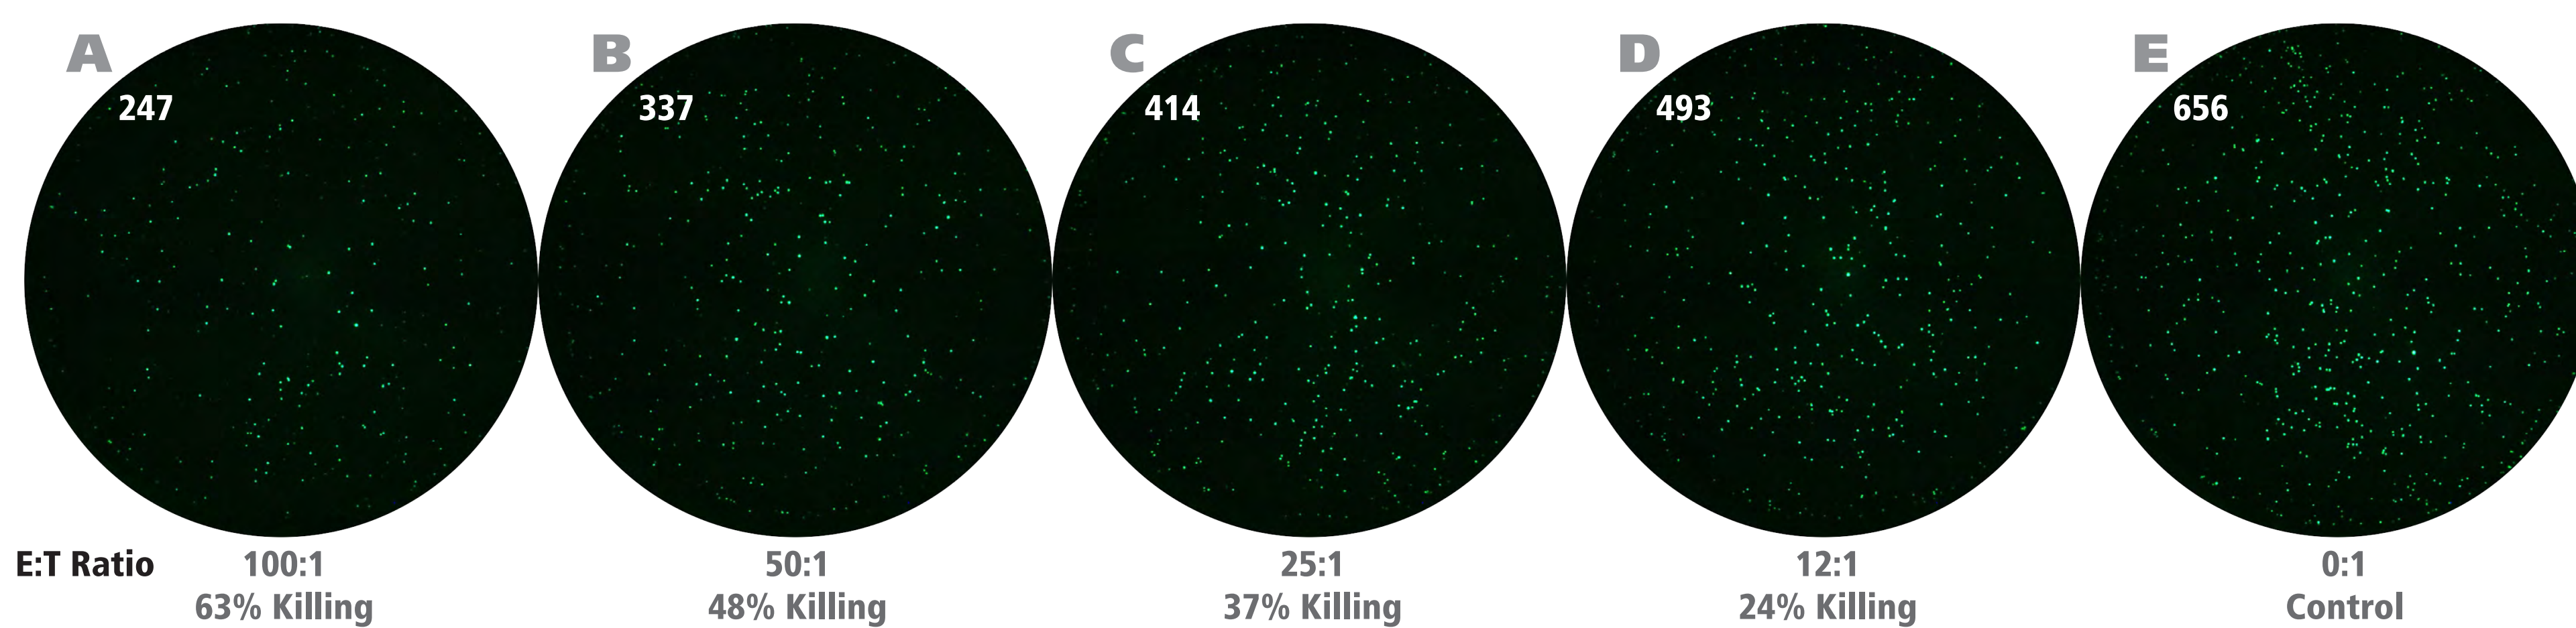 A B C D E
247 337 414 493 656
E:T Ratio 100:1 50:1 25:1 12:1 0:1
63% Killing 48% Killing 37% Killing 24% Killing Control